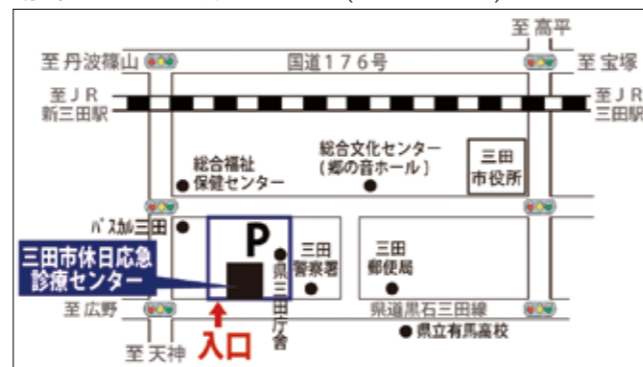 至 高平
至 丹波篠山
国道176号
至 宝塚
至JR
新三田駅
至JR
三田駅
総合福祉
保健センター
総合文化センター
(郷の音ホール)
三田
市役所
パスカル三田
P
三田市休日応急
診療センター
県三田庁舎
三田
警察署
三田
郵便局
至 広野
県道黒石三田線
入口
県立有馬高校
至 天神